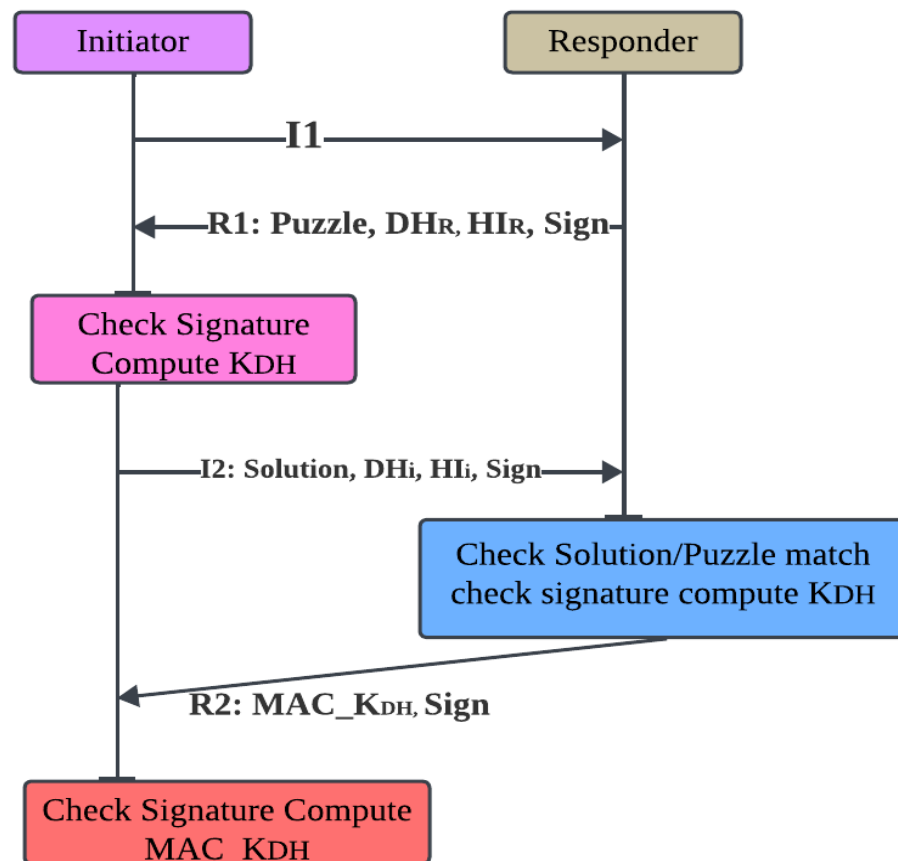 Initiator
Responder
I1
R1: Puzzle, DHR, HIR, Sign
Check Signature
Compute KDH
I2: Solution, DHi, HIi, Sign
Check Solution/Puzzle match
check signature compute KDH
R2: MAC_KDH, Sign
Check Signature Compute
MAC_KDH